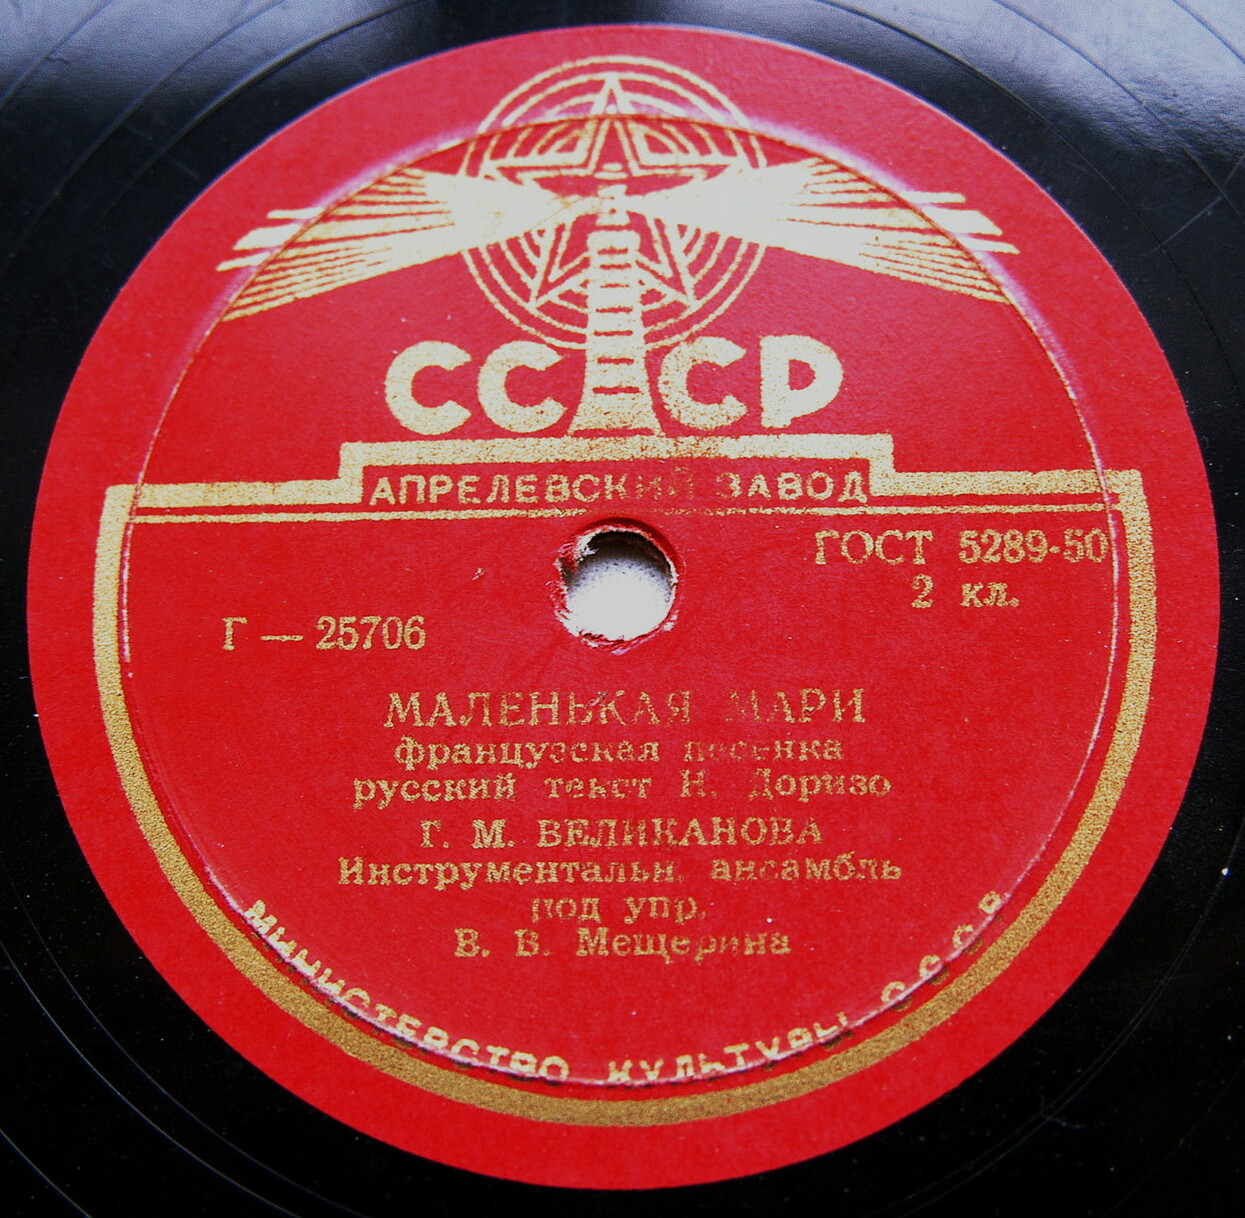 СССР
АПРЕЛЕВСКИЙ ЗАВОД
ГОСТ 5289-50
2 кл.
Г — 25706
МАЛЕНЬКАЯ МАРИ
Французская песенка
русский текст Н. Доризо
Г. М. ВЕЛИКАНОВА
Инструментальн. ансамбль
под упр.
В. В. Мещерина
МИНИСТЕРСТВО КУЛЬТУРЫ СССР